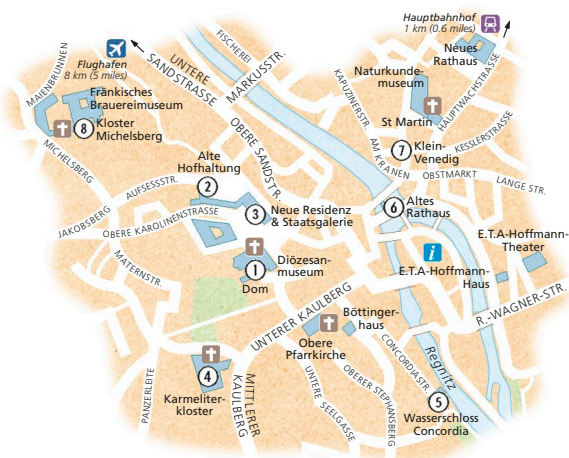 Hauptbahnhof
1 km (0.6 miles)
Flughafen
8 km (5 miles)
UNTERE
SANDSTRASSE
FISCHEREI
MARKUSSTR.
Neues
Rathaus
Naturkunde-
museum
KAPUZINERSTR.
HAUPTWACHSTRASSE
MAIENBRUNNEN
Fränkisches
Brauereimuseum
8
Kloster
Michelsberg
OBERE SANDSTR.
St Martin
KESSLERSTRASSE
7
Klein-
Venedig
AM
KRANEN
OBSTMARKT
LANGE STR.
MICHELSBERG
Alte
Hofhaltung
2
AUFSESSSTR.
JAKOBSBERG
OBERE KAROLINENSTRASSE
3
Neue Residenz
& Staatsgalerie
6
Altes
Rathaus
E.T.A-Hoffmann-
Theater
MATERNSTR.
1
Dom
Diözesan-
museum
i
E.T.A-Hoffmann-
Haus
UNTERER KAULBERG
R.-WAGNER-STR.
Böttinger-
haus
Obere
Pfarrkirche
CONCORDIASTR.
Regnitz
4
Karmeliter-
kloster
PANZERLEITE
MITTLERER
KAULBERG
UNTERE SEELGASSE
OBERER STEPHANSBERG
5
Wasserschloss
Concordia